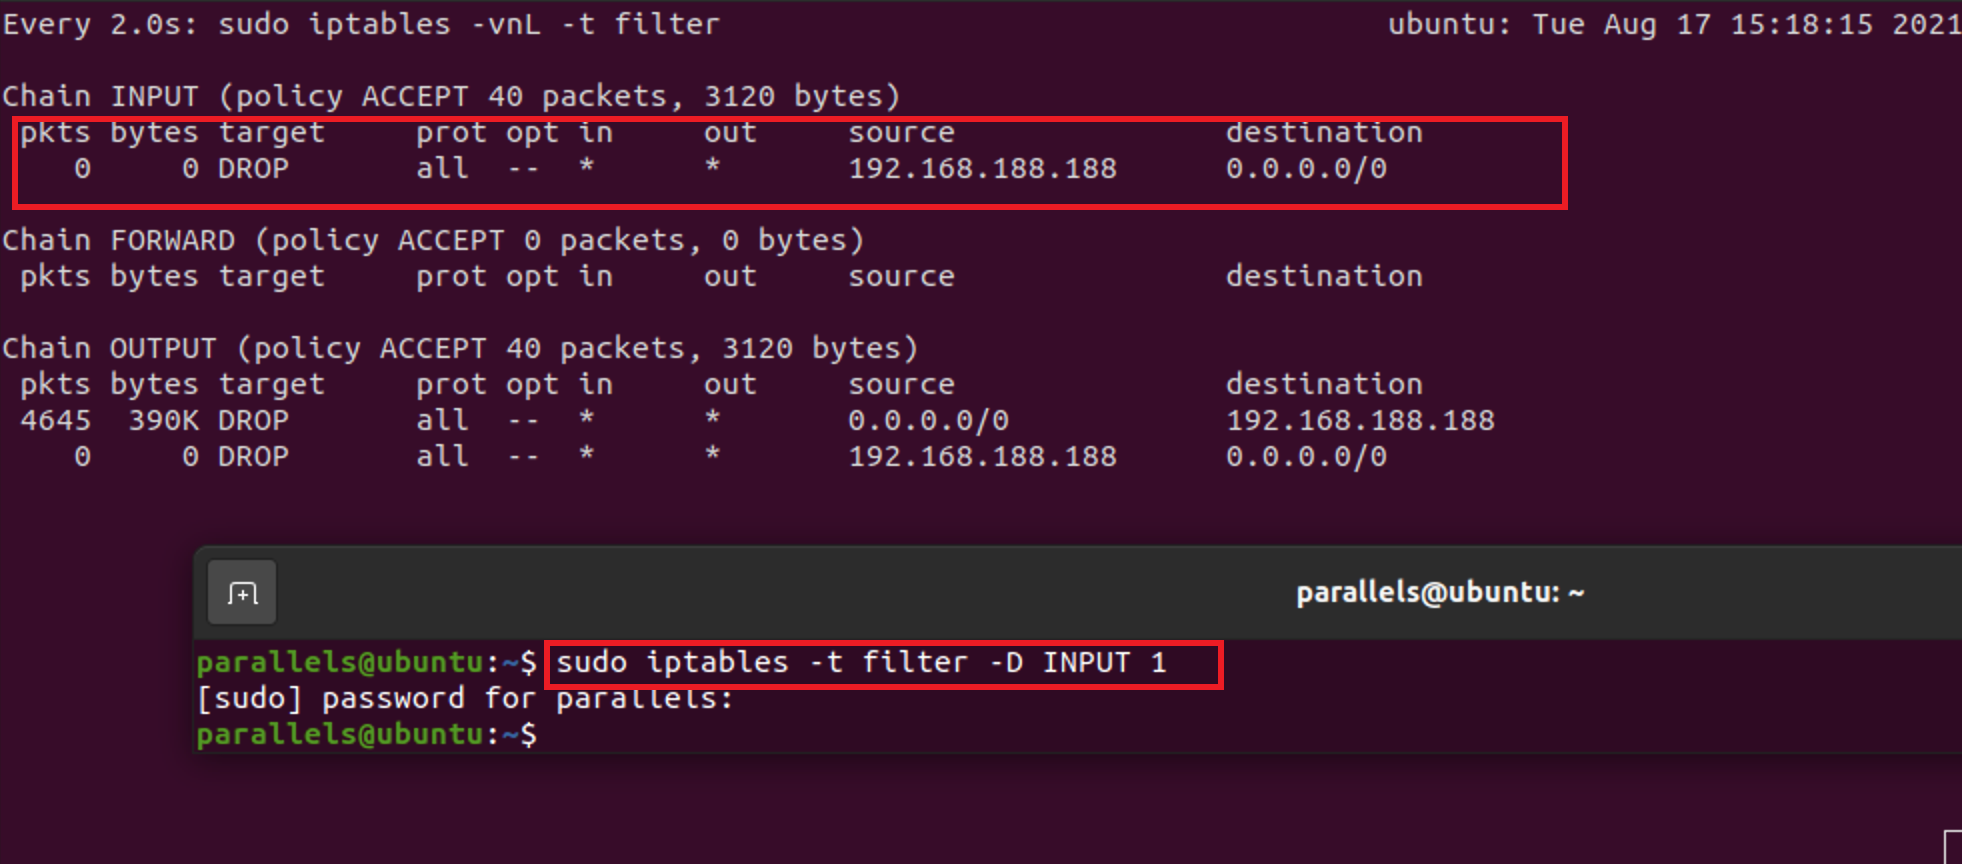 Every 2.0s: sudo iptables -vnL -t filter ubuntu: Tue Aug 17 15:18:15 2021
Chain INPUT (policy ACCEPT 40 packets, 3120 bytes)
pkts bytes target prot opt in out source destination
0 0 DROP all -- * * 192.168.188.188 0.0.0.0/0
Chain FORWARD (policy ACCEPT 0 packets, 0 bytes)
pkts bytes target prot opt in out source destination
Chain OUTPUT (policy ACCEPT 40 packets, 3120 bytes)
pkts bytes target prot opt in out source destination
4645 390K DROP all -- * * 0.0.0.0/0 192.168.188.188
0 0 DROP all -- * * 192.168.188.188 0.0.0.0/0
parallels@ubuntu: ~
parallels@ubuntu:~$ sudo iptables -t filter -D INPUT 1
[sudo] password for parallels:
parallels@ubuntu:~$